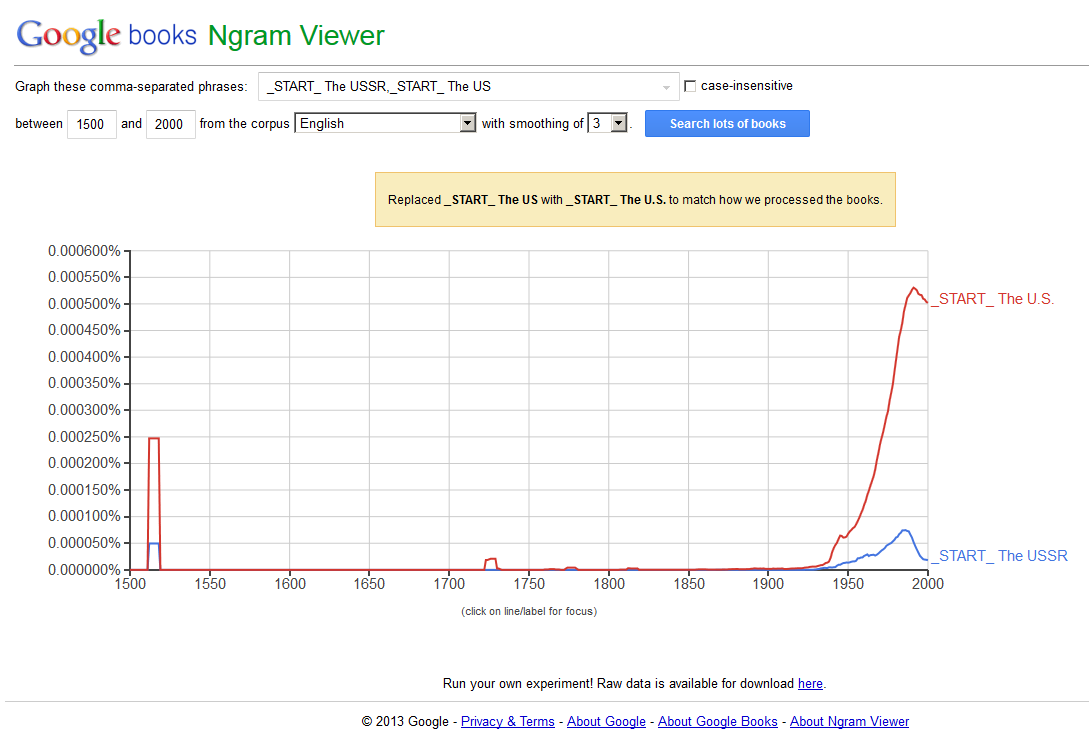 Google books Ngram Viewer
Graph these comma-separated phrases: _START_ The USSR,_START_ The US case-insensitive
between 1500 and 2000 from the corpus English with smoothing of 3 . Search lots of books
Replaced _START_ The US with _START_ The U.S. to match how we processed the books.
0.000600%
0.000550%
0.000500% _START_ The U.S.
0.000450%
0.000400%
0.000350%
0.000300%
0.000250%
0.000200%
0.000150%
0.000100%
0.000050% _START_ The USSR
0.000000%
1500 1550 1600 1650 1700 1750 1800 1850 1900 1950 2000
(click on line/label for focus)
Run your own experiment! Raw data is available for download here.
© 2013 Google - Privacy & Terms - About Google - About Google Books - About Ngram Viewer